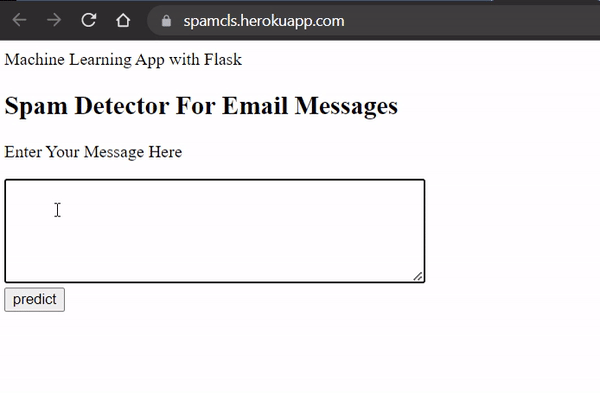 spamcls.herokuapp.com
Machine Learning App with Flask
Spam Detector For Email Messages
Enter Your Message Here
predict